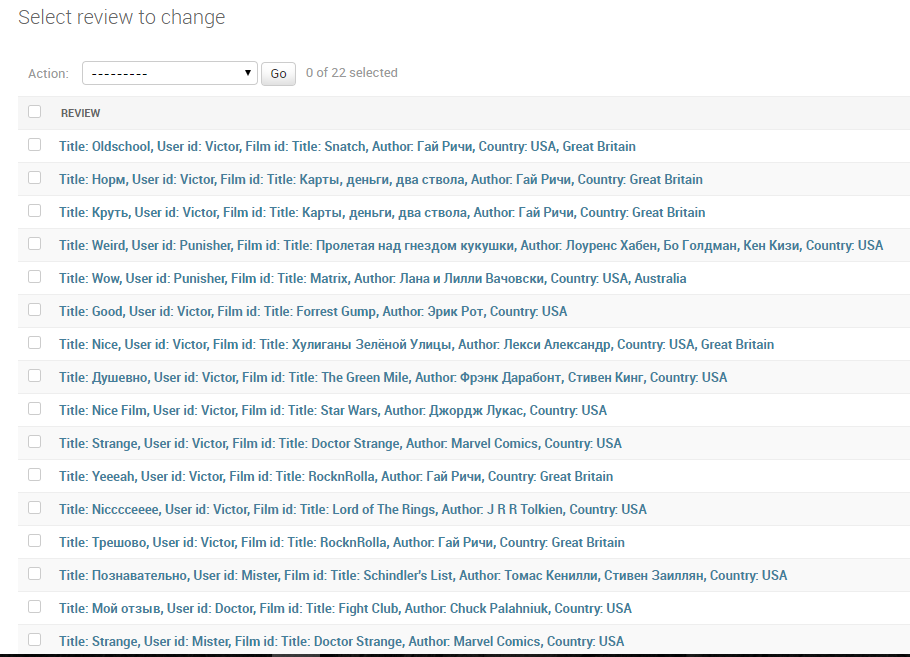 Select review to change
Action: --------- Go 0 of 22 selected
REVIEW
Title: Oldschool, User id: Victor, Film id: Title: Snatch, Author: Гай Ричи, Country: USA, Great Britain
Title: Норм, User id: Victor, Film id: Title: Карты, деньги, два ствола, Author: Гай Ричи, Country: Great Britain
Title: Круть, User id: Victor, Film id: Title: Карты, деньги, два ствола, Author: Гай Ричи, Country: Great Britain
Title: Weird, User id: Punisher, Film id: Title: Пролетая над гнездом кукушки, Author: Лоуренс Хабен, Бо Голдман, Кен Кизи, Country: USA
Title: Wow, User id: Punisher, Film id: Title: Matrix, Author: Лана и Лилли Вачовски, Country: USA, Australia
Title: Good, User id: Victor, Film id: Title: Forrest Gump, Author: Эрик Рот, Country: USA
Title: Nice, User id: Victor, Film id: Title: Хулиганы Зелёной Улицы, Author: Лекси Александр, Country: USA, Great Britain
Title: Душевно, User id: Victor, Film id: Title: The Green Mile, Author: Фрэнк Дарабонт, Стивен Кинг, Country: USA
Title: Nice Film, User id: Victor, Film id: Title: Star Wars, Author: Джордж Лукас, Country: USA
Title: Strange, User id: Victor, Film id: Title: Doctor Strange, Author: Marvel Comics, Country: USA
Title: Yeeeah, User id: Victor, Film id: Title: RocknRolla, Author: Гай Ричи, Country: Great Britain
Title: Nicccceeee, User id: Victor, Film id: Title: Lord of The Rings, Author: J R R Tolkien, Country: USA
Title: Трешово, User id: Victor, Film id: Title: RocknRolla, Author: Гай Ричи, Country: Great Britain
Title: Познавательно, User id: Mister, Film id: Title: Schindler's List, Author: Томас Кенилли, Стивен Заиллян, Country: USA
Title: Мой отзыв, User id: Doctor, Film id: Title: Fight Club, Author: Chuck Palahniuk, Country: USA
Title: Strange, User id: Mister, Film id: Title: Doctor Strange, Author: Marvel Comics, Country: USA